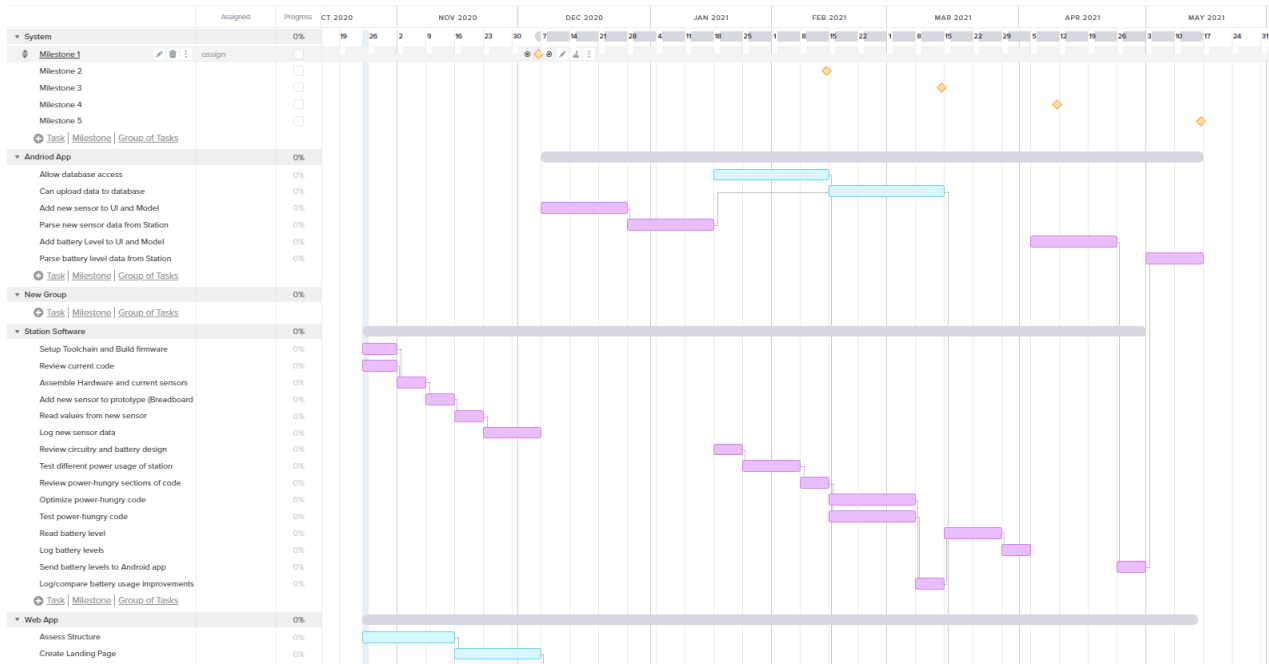 Assigned Progress CT 2020 NOV 2020 DEC 2020 JAN 2021 FEB 2021 MAR 2021 APR 2021 MAY 2021
System 0% 19 26 2 9 16 23 30 7 14 21 28 4 11 18 25 1 8 15 22 1 8 15 22 29 5 12 19 26 3 10 17 24 31
Milestone 1 assign
Milestone 2
Milestone 3
Milestone 4
Milestone 5
Task | Milestone | Group of Tasks
Andriod App 0%
Allow database access 0%
Can upload data to database 0%
Add new sensor to UI and Model 0%
Parse new sensor data from Station 0%
Add battery Level to UI and Model 0%
Parse battery level data from Station 0%
Task | Milestone | Group of Tasks
New Group 0%
Task | Milestone | Group of Tasks
Station Software 0%
Setup Toolchain and Build firmware 0%
Review current code 0%
Assemble Hardware and current sensors 0%
Add new sensor to prototype (Breadboard 0%
Read values from new sensor 0%
Log new sensor data 0%
Review circuitry and battery design 0%
Test different power usage of station 0%
Review power-hungry sections of code 0%
Optimize power-hungry code 0%
Test power-hungry code 0%
Read battery level 0%
Log battery levels 0%
Send battery levels to Android app 0%
Log/compare battery usage improvements 0%
Task | Milestone | Group of Tasks
Web App 0%
Assess Structure 0%
Create Landing Page 0%